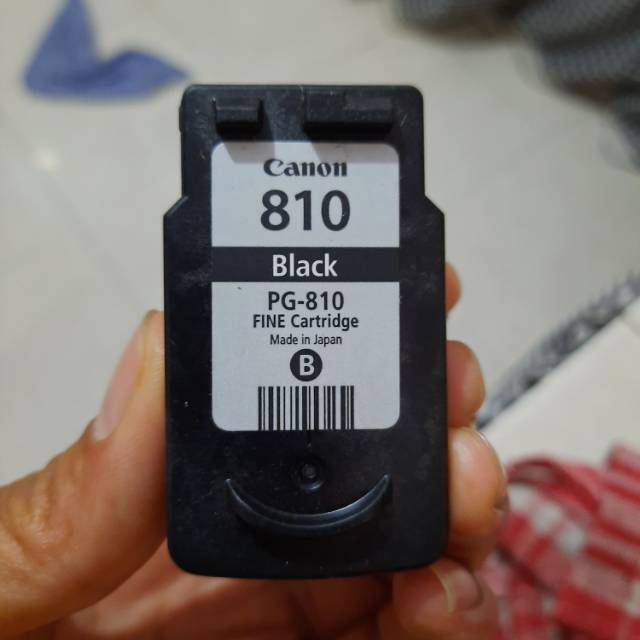 Canon
810
Black
PG-810
FINE Cartridge
Made in Japan
B